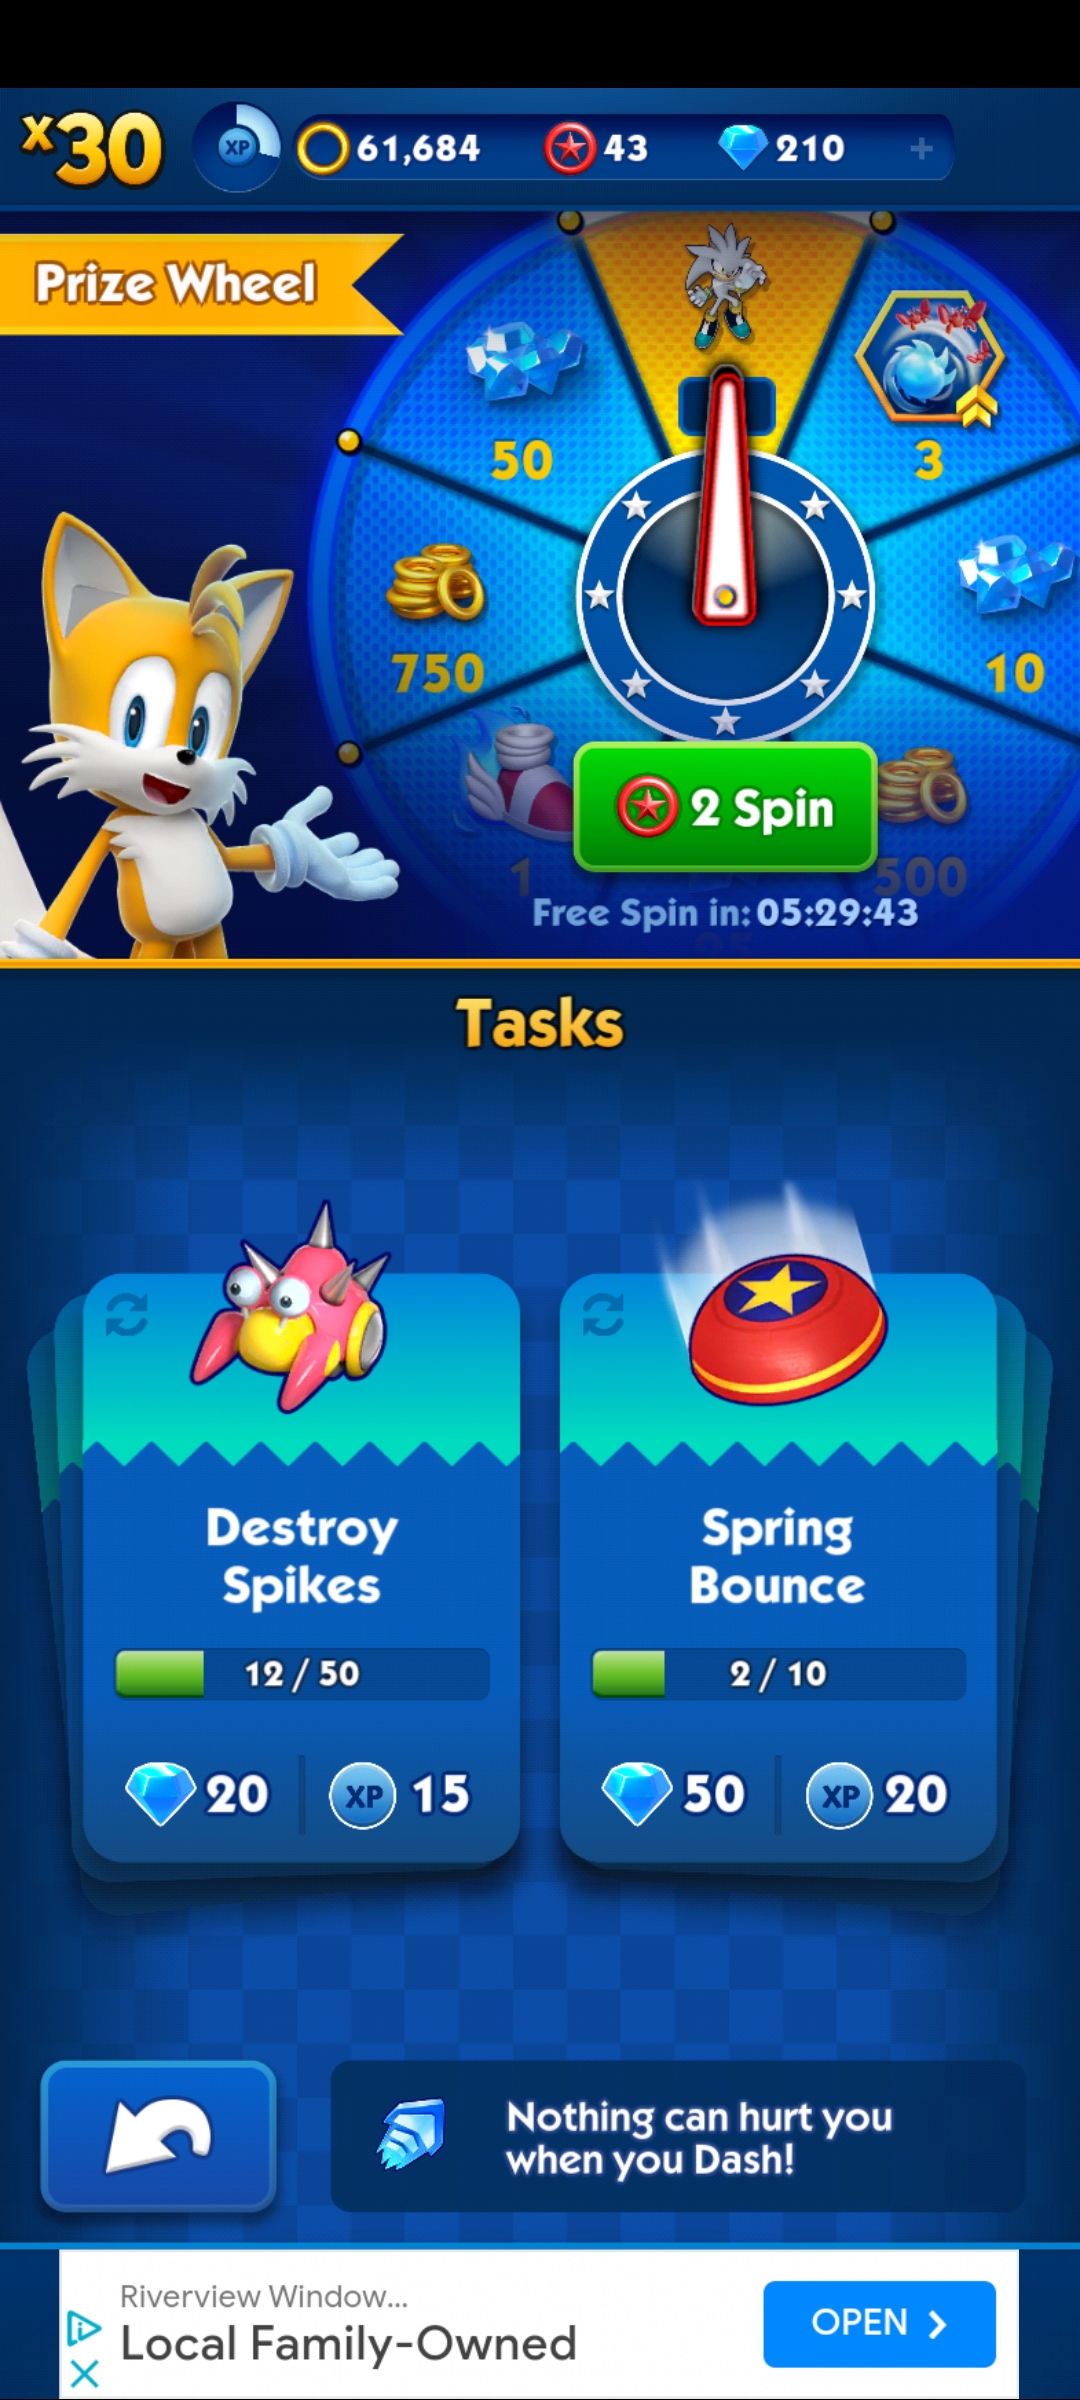 x30
XP
61,684
43
210
+
Prize Wheel
50
3
750
10
2 Spin
1
500
Free Spin in: 05:29:43
25
Tasks
Destroy
Spikes
12 / 50
20
XP 15
Spring
Bounce
2 / 10
50
XP 20
Nothing can hurt you
when you Dash!
Riverview Window...
Local Family-Owned
OPEN